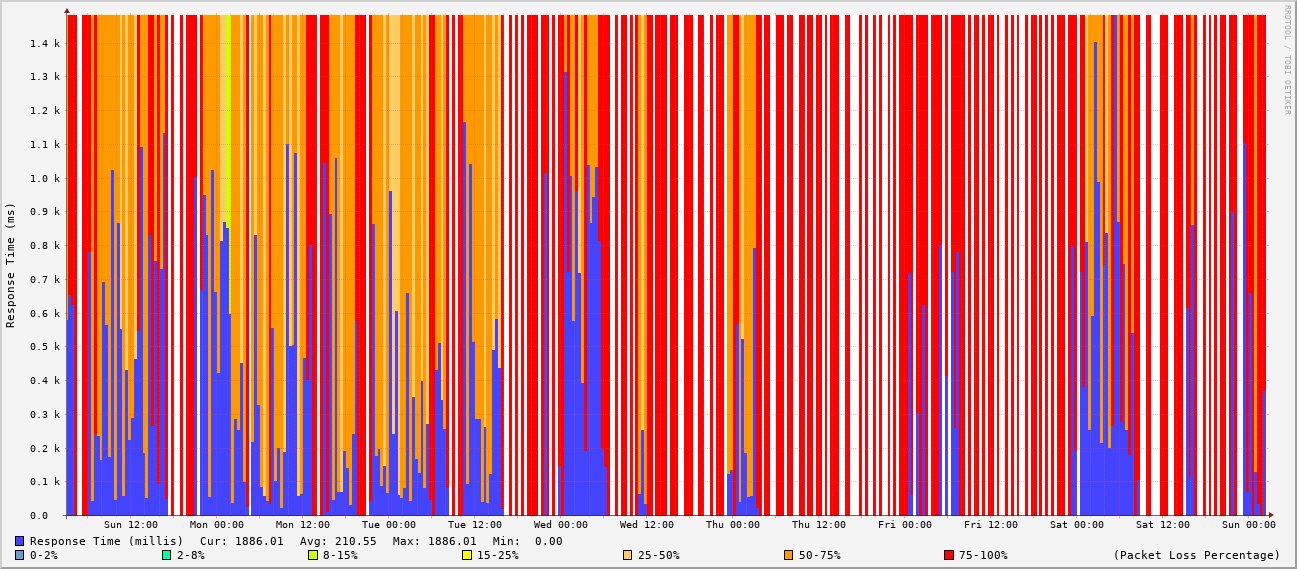 RRDTOOL / TOBI OETIKER
Response Time (ms)
1.4 k
1.3 k
1.2 k
1.1 k
1.0 k
0.9 k
0.8 k
0.7 k
0.6 k
0.5 k
0.4 k
0.3 k
0.2 k
0.1 k
0.0
Sun 12:00 Mon 00:00 Mon 12:00 Tue 00:00 Tue 12:00 Wed 00:00 Wed 12:00 Thu 00:00 Thu 12:00 Fri 00:00 Fri 12:00 Sat 00:00 Sat 12:00 Sun 00:00
Response Time (millis) Cur: 1886.01 Avg: 210.55 Max: 1886.01 Min: 0.00
0-2% 2-8% 8-15% 15-25% 25-50% 50-75% 75-100% (Packet Loss Percentage)